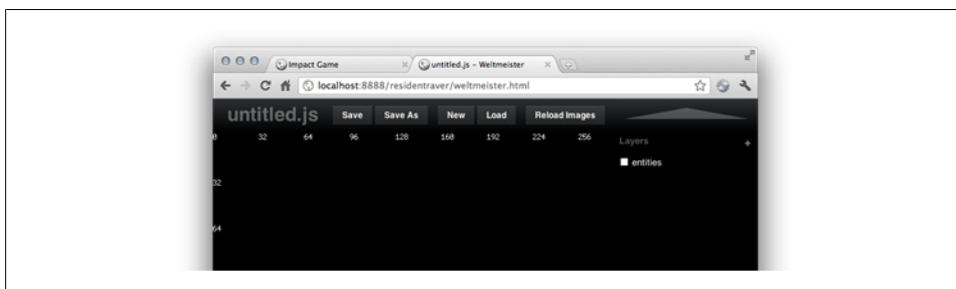 Impact Game
untitled.js - Weltmeister
localhost:8888/residentraver/weltmeister.html
untitled.js Save Save As New Load Reload Images
0 32 64 96 128 160 192 224 256
Layers +
entities
32
64